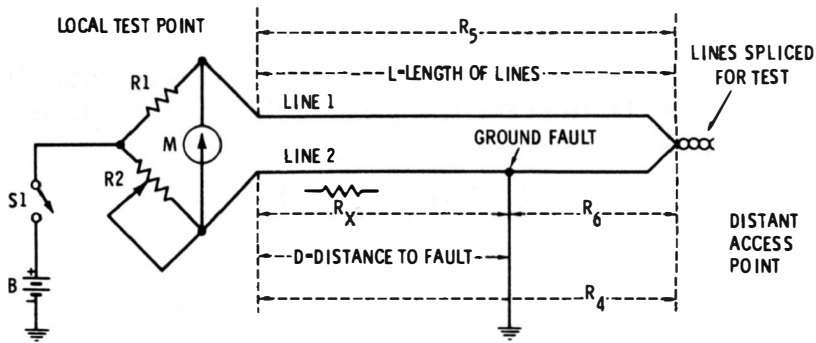 LOCAL TEST POINT
R5
LINES SPLICED
FOR TEST
L=LENGTH OF LINES
R1
LINE 1
GROUND FAULT
M
LINE 2
R2
S1
RX
R6
DISTANT
ACCESS
POINT
D=DISTANCE TO FAULT
B
+
−
R4